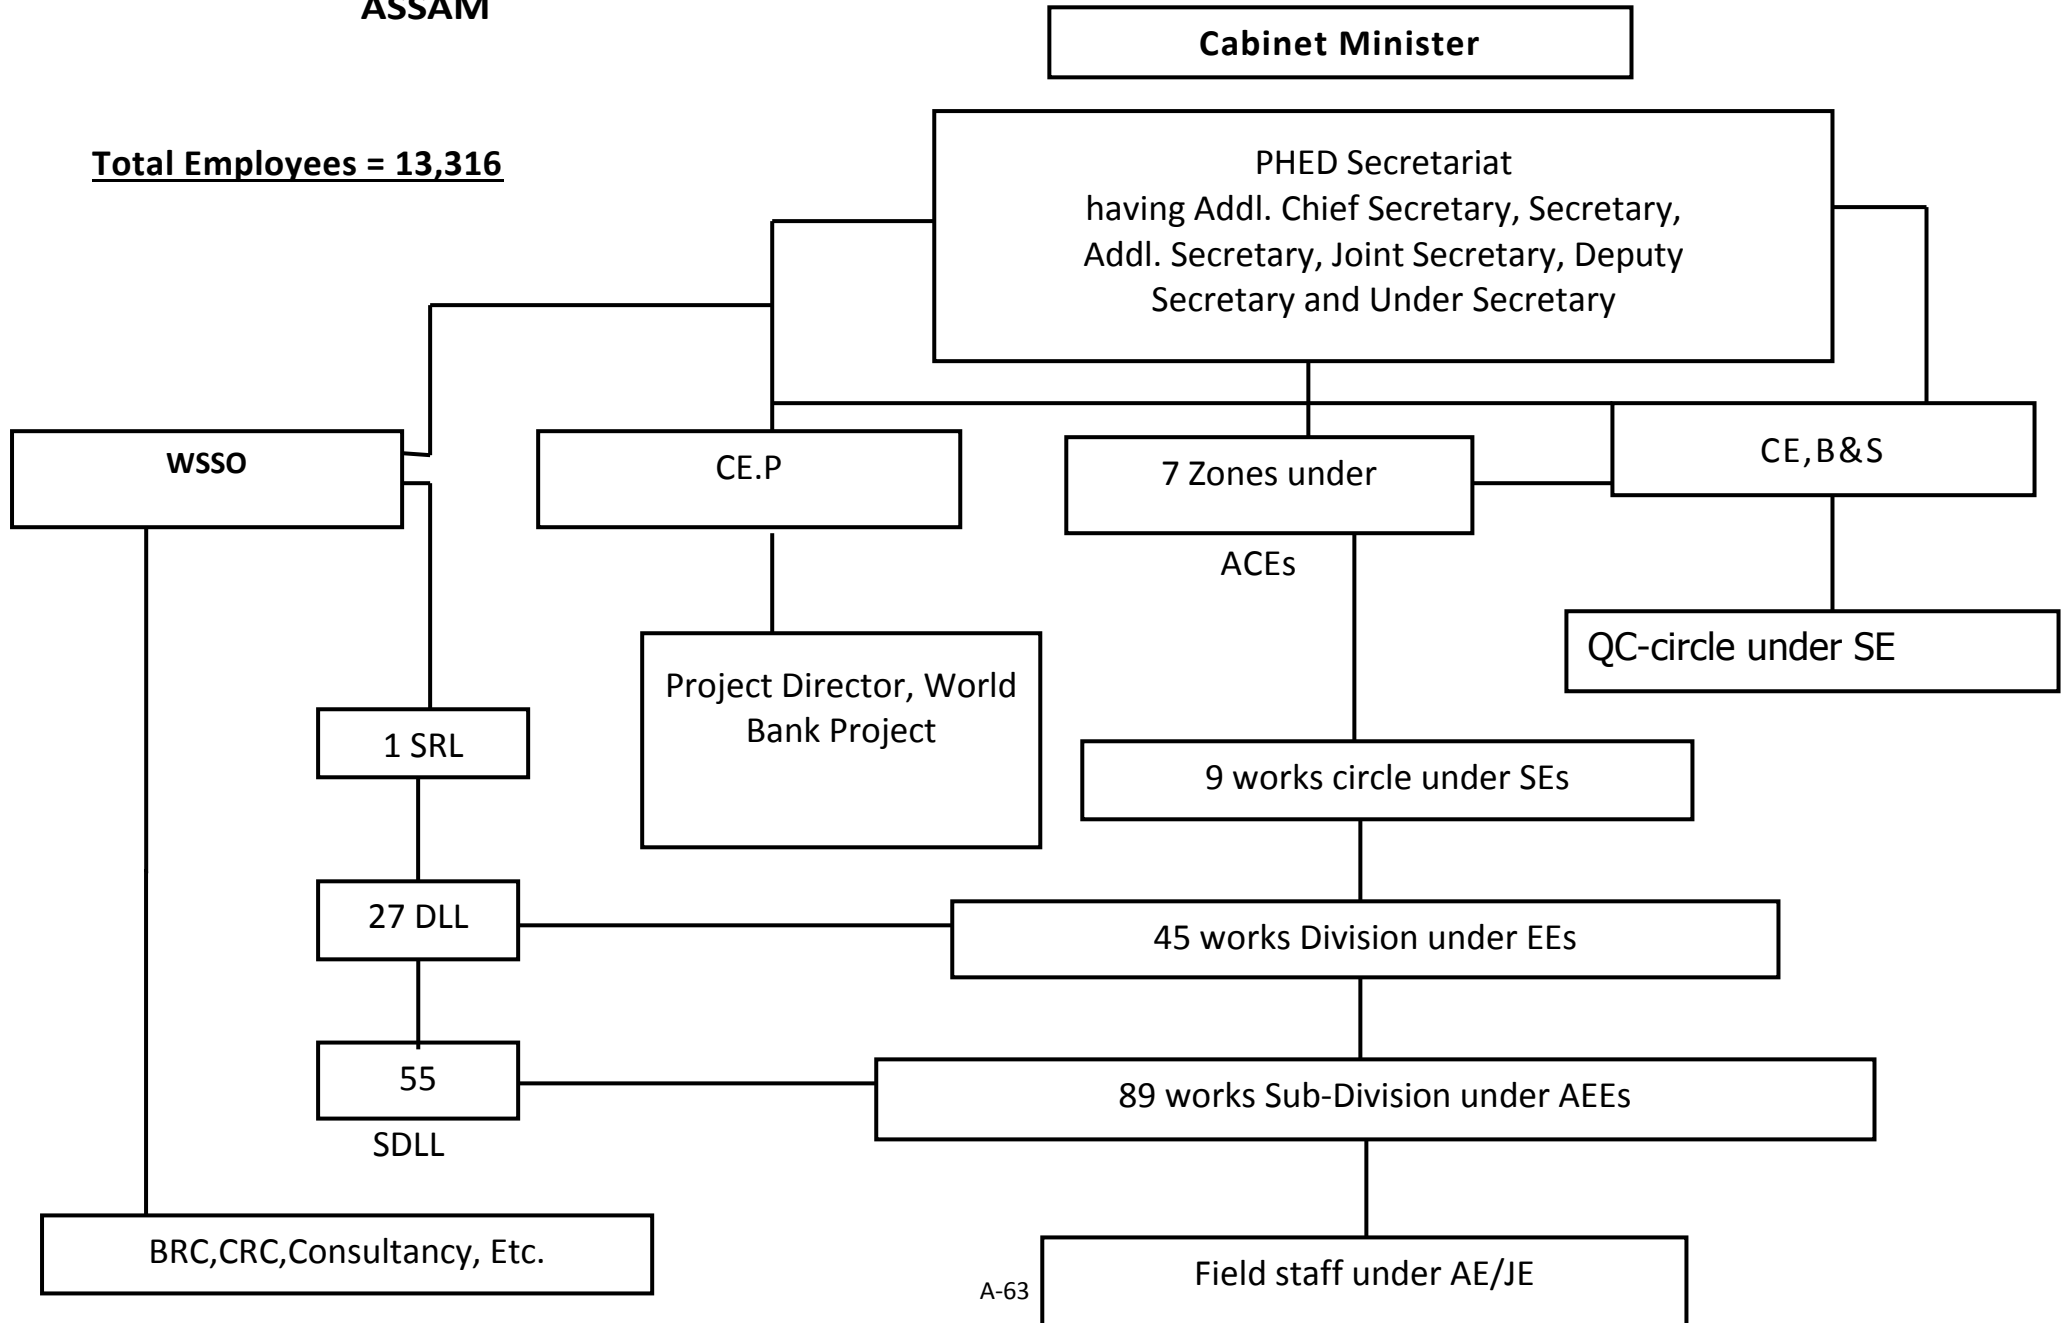 ASSAM
Cabinet Minister
Total Employees = 13,316
PHED Secretariat
having Addl. Chief Secretary, Secretary,
Addl. Secretary, Joint Secretary, Deputy
Secretary and Under Secretary
WSSO
CE.P
7 Zones under
ACEs
CE,B&S
QC-circle under SE
Project Director, World
Bank Project
1 SRL
9 works circle under SEs
27 DLL
45 works Division under EEs
55
SDLL
89 works Sub-Division under AEEs
BRC,CRC,Consultancy, Etc.
Field staff under AE/JE
A-63